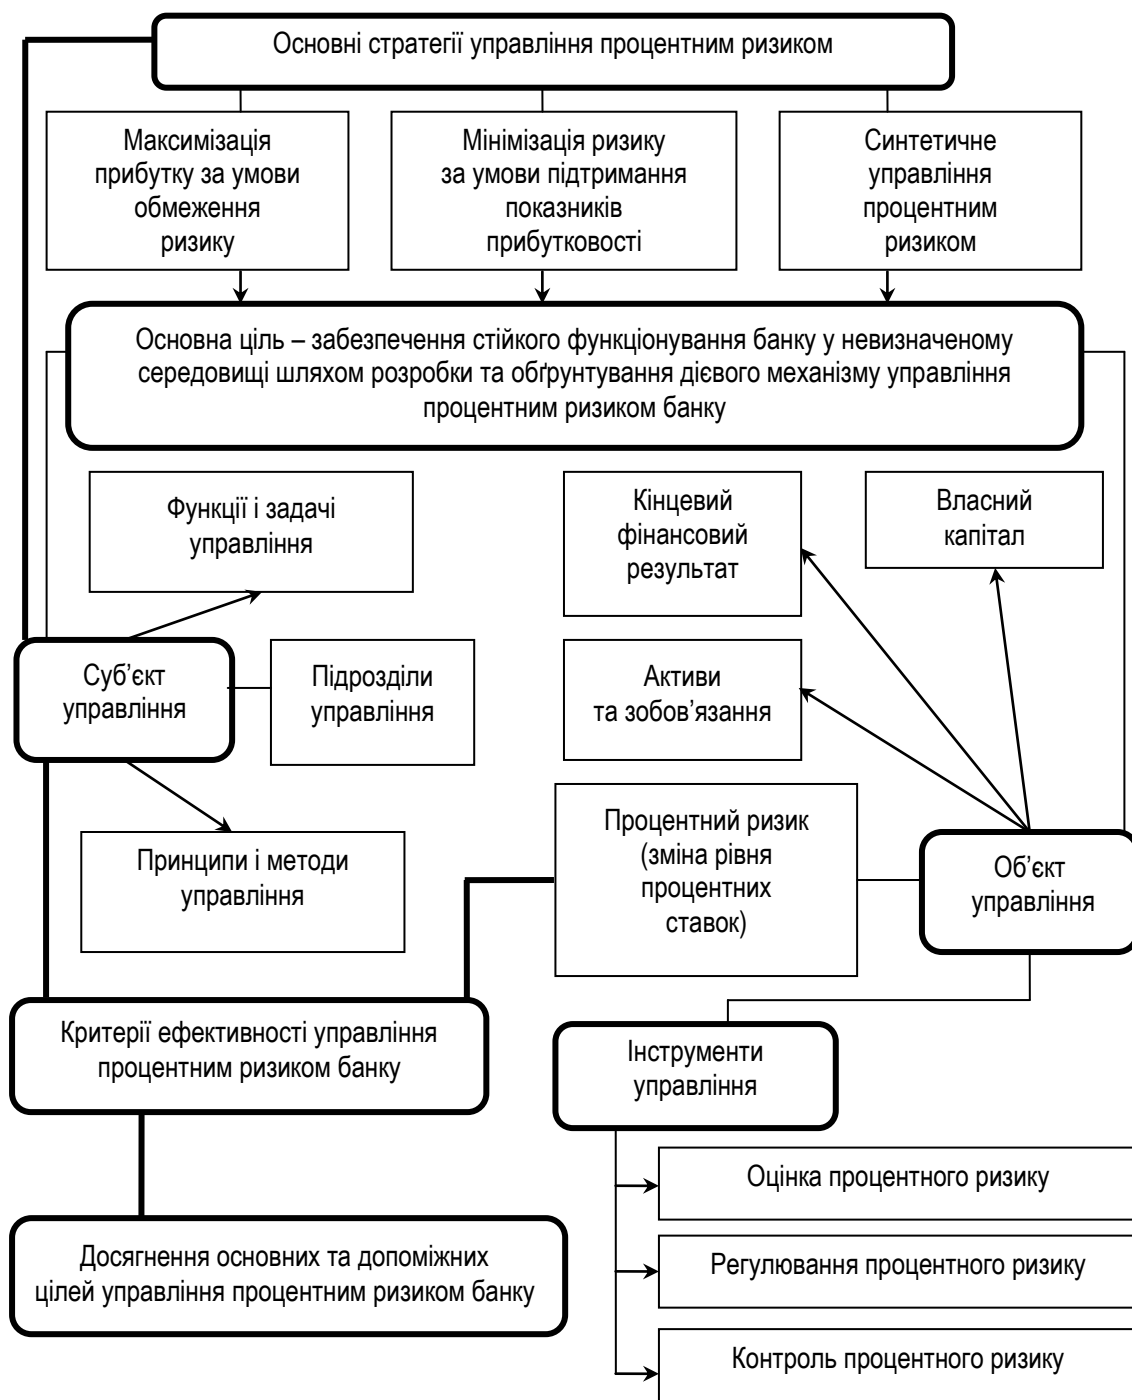 Основні стратегії управління процентним ризиком
Максимізація
прибутку за умови
обмеження
ризику
Мінімізація ризику
за умови підтримання
показників
прибутковості
Синтетичне
управління
процентним
ризиком
Основна ціль – забезпечення стійкого функціонування банку у невизначеному
середовищі шляхом розробки та обґрунтування дієвого механізму управління
процентним ризиком банку
Функції і задачі
управління
Кінцевий
фінансовий
результат
Власний
капітал
Суб’єкт
управління
Підрозділи
управління
Активи
та зобов’язання
Принципи і методи
управління
Процентний ризик
(зміна рівня
процентних
ставок)
Об’єкт
управління
Критерії ефективності управління
процентним ризиком банку
Інструменти
управління
Оцінка процентного ризику
Досягнення основних та допоміжних
цілей управління процентним ризиком банку
Регулювання процентного ризику
Контроль процентного ризику